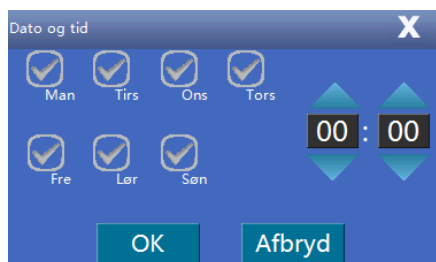 Dato og tid X
Man Tirs Ons Tors
00 : 00
Fre Lør Søn
OK Afbryd